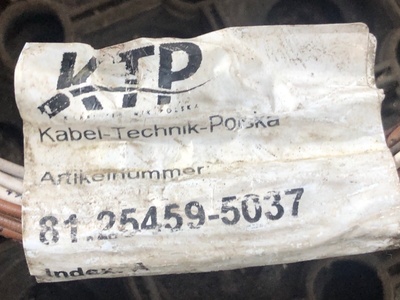 KTP
Kabel-Technik-Polska
Artikelnummer
81.25459-5037
Index: A